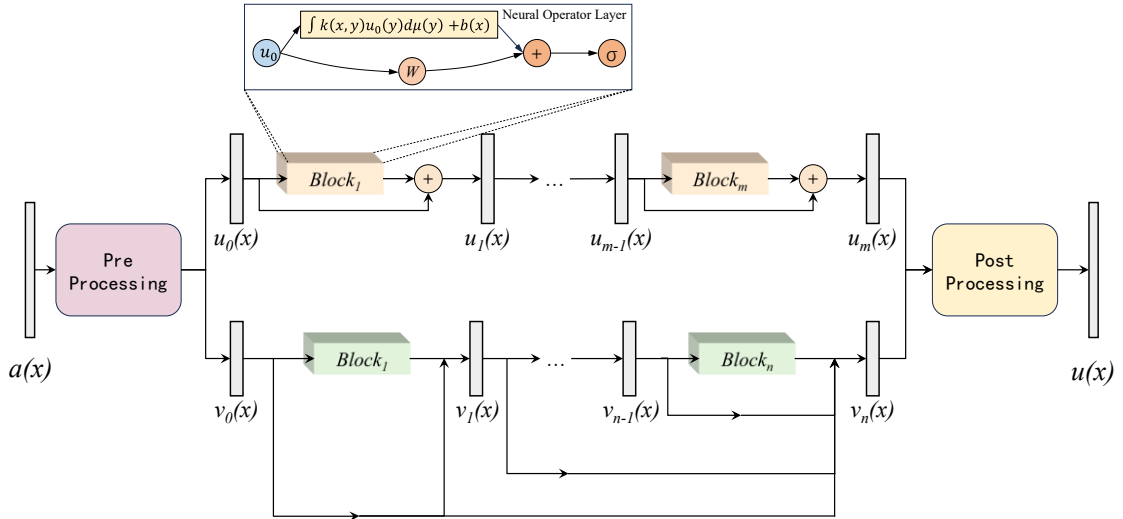 Neural Operator Layer
∫ k(x, y)u₀(y)dμ(y) +b(x)
u₀
W
+
σ
Block₁
+
...
Blockₘ
+
u₀(x)
u₁(x)
uₘ₋₁(x)
uₘ(x)
Pre
Processing
Post
Processing
a(x)
u(x)
Block₁
...
Blockₙ
v₀(x)
v₁(x)
vₙ₋₁(x)
vₙ(x)